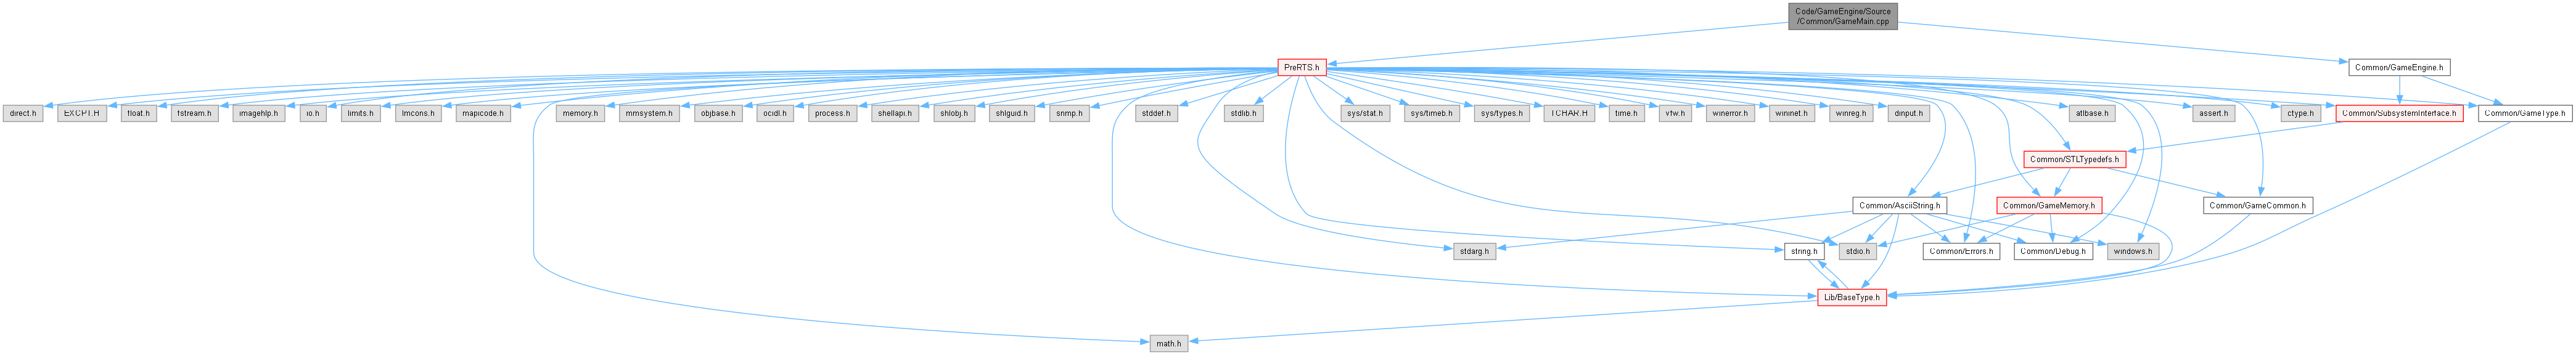 Code/GameEngine/Source
/Common/GameMain.cpp
PreRTS.h
Common/GameEngine.h
direct.h
EXCPT.H
float.h
fstream.h
imagehlp.h
io.h
limits.h
lmcons.h
mapicode.h
memory.h
mmsystem.h
objbase.h
ocidl.h
process.h
shellapi.h
shlobj.h
shlguid.h
snmp.h
stddef.h
stdlib.h
sys/stat.h
sys/timeb.h
sys/types.h
TCHAR.H
time.h
vfw.h
winerror.h
wininet.h
winreg.h
dinput.h
atlbase.h
assert.h
ctype.h
Common/SubsystemInterface.h
Common/GameType.h
Common/STLTypedefs.h
Common/AsciiString.h
Common/GameMemory.h
Common/GameCommon.h
stdarg.h
string.h
stdio.h
Common/Errors.h
Common/Debug.h
windows.h
Lib/BaseType.h
math.h